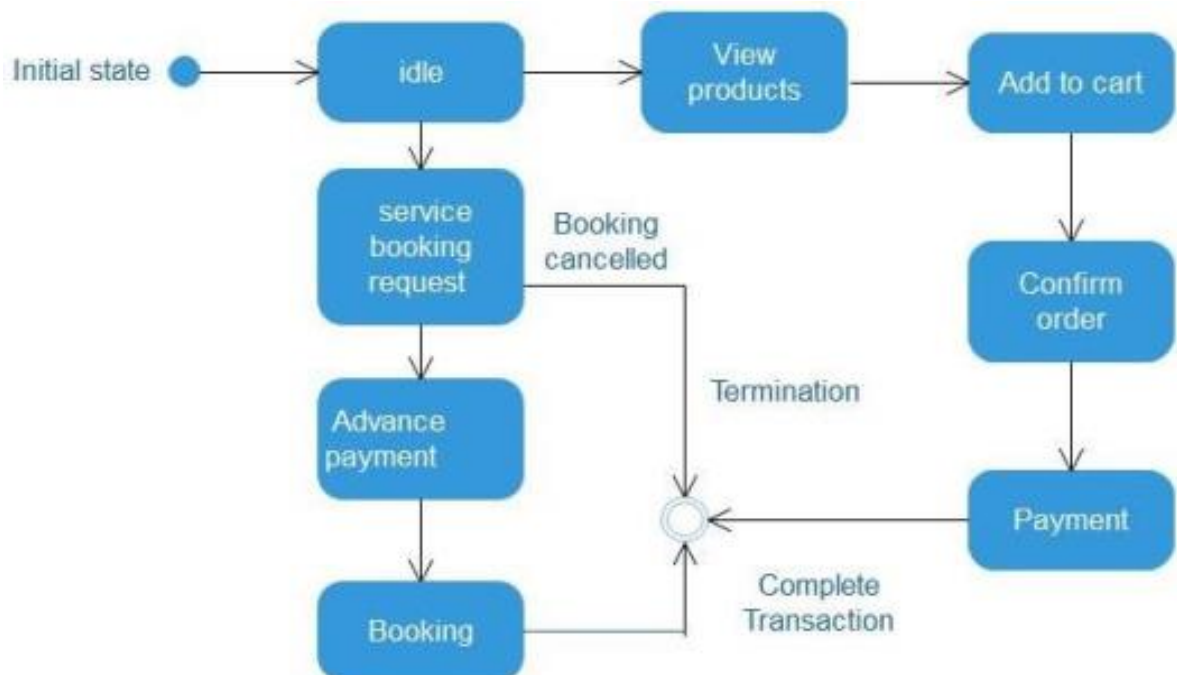 Initial state
idle
View
products
Add to cart
service
booking
request
Booking
cancelled
Confirm
order
Advance
payment
Termination
Payment
Booking
Complete
Transaction